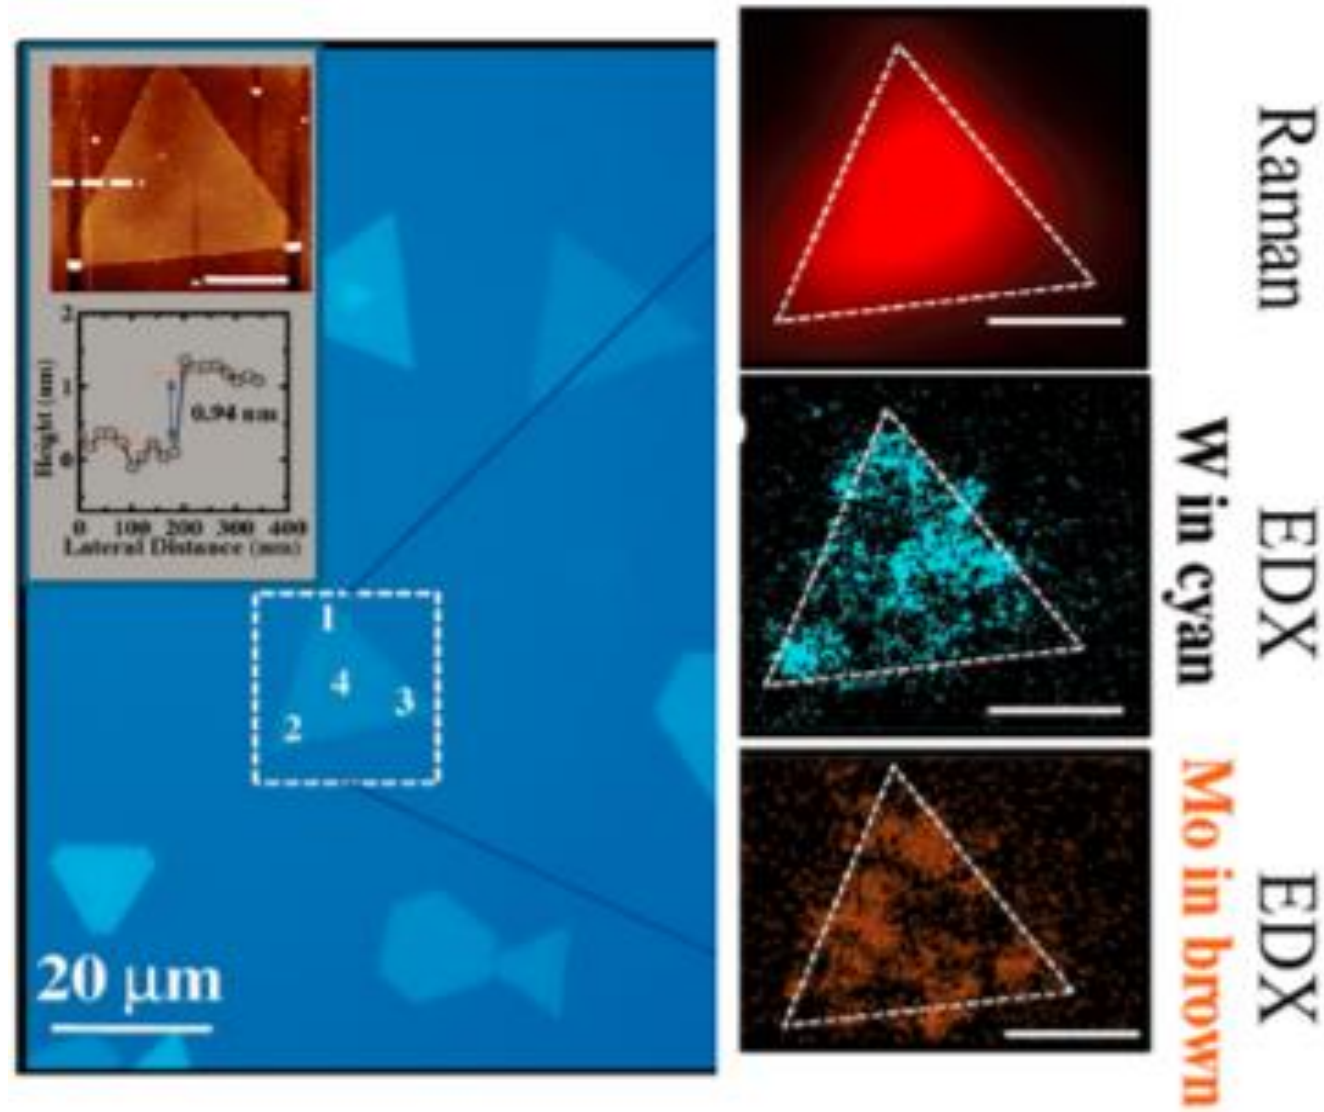 2
1
0
Height (nm)
0.94 nm
0 100 200 300 400
Lateral Distance (nm)
1
4
3
2
20 μm
Raman
EDX
W in cyan
EDX
Mo in brown